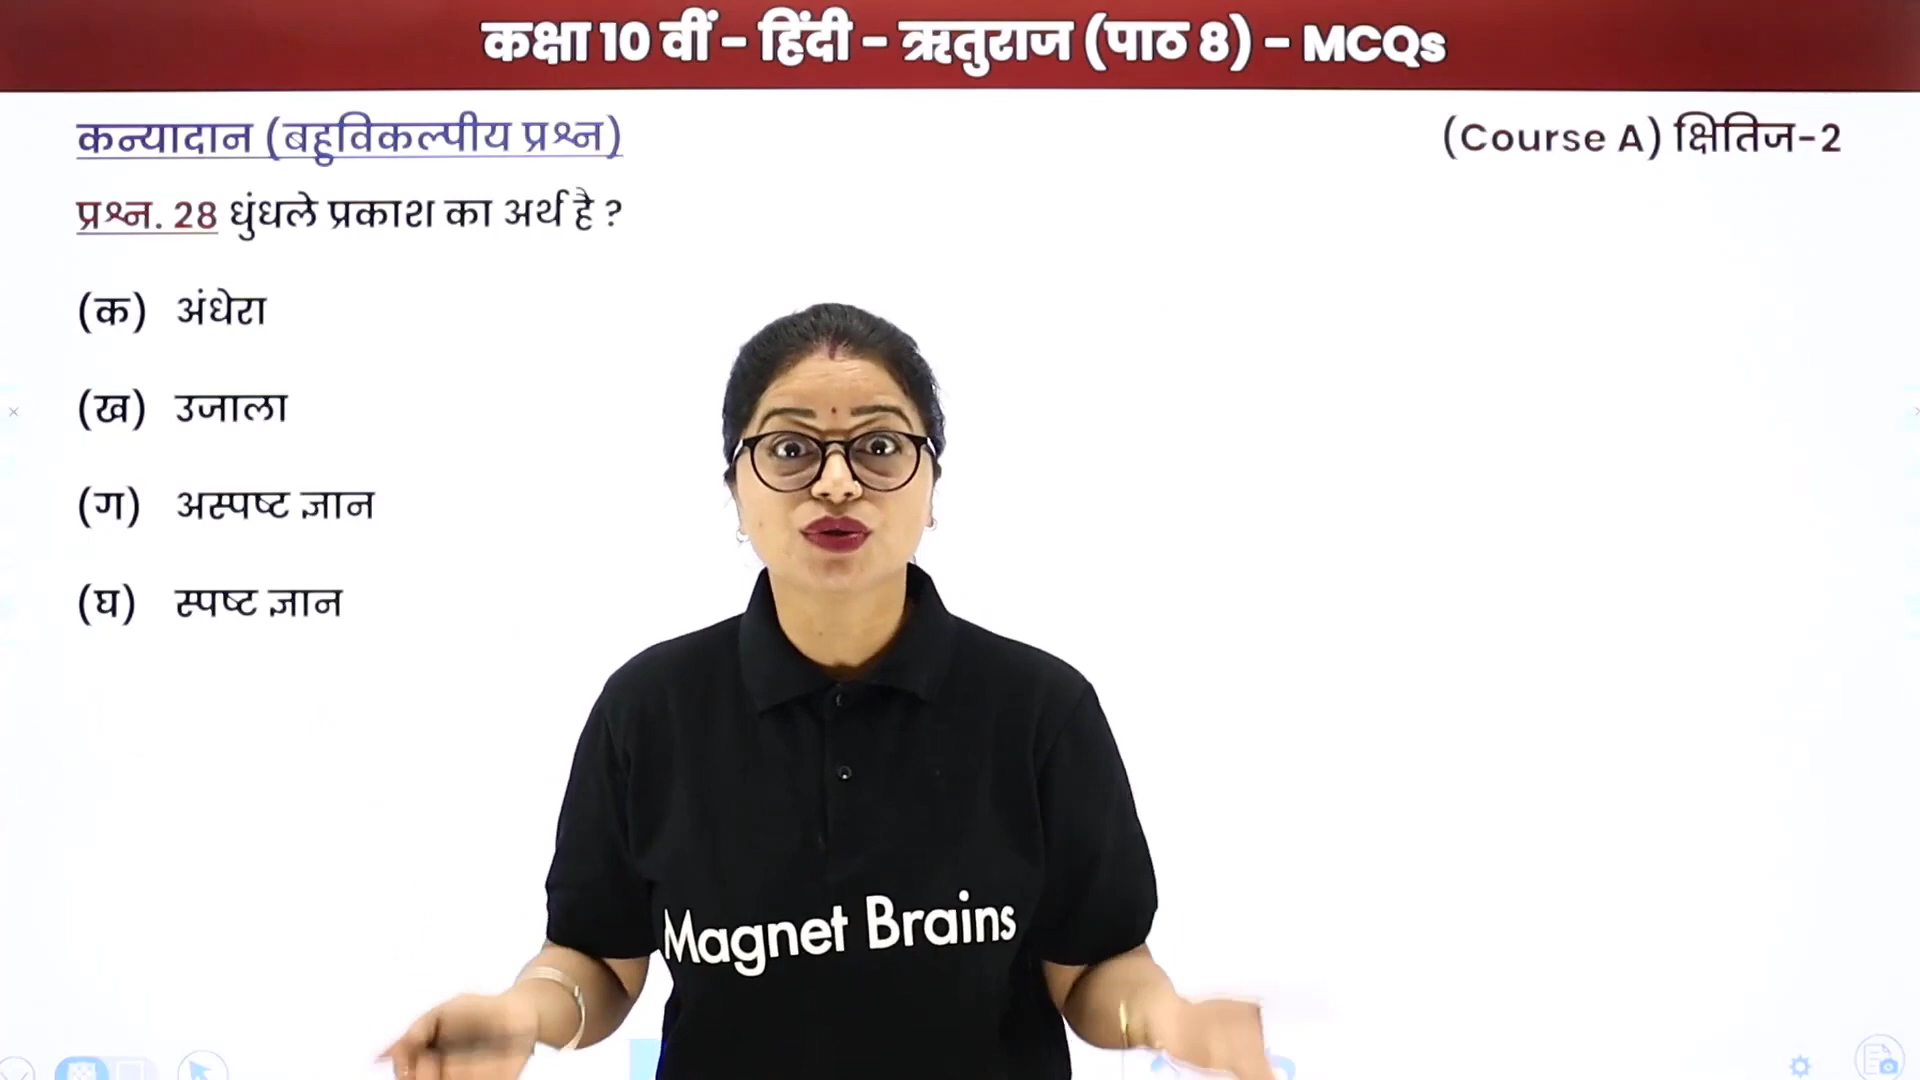 कक्षा 10 वीं - हिंदी - ऋतुराज (पाठ 8) - MCQs
कन्यादान (बहुविकल्पीय प्रश्न)
(Course A) क्षितिज-2
प्रश्न. 28 धुंधले प्रकाश का अर्थ है ?
(क) अंधेरा
(ख) उजाला
(ग) अस्पष्ट ज्ञान
(घ) स्पष्ट ज्ञान
Magnet Brains